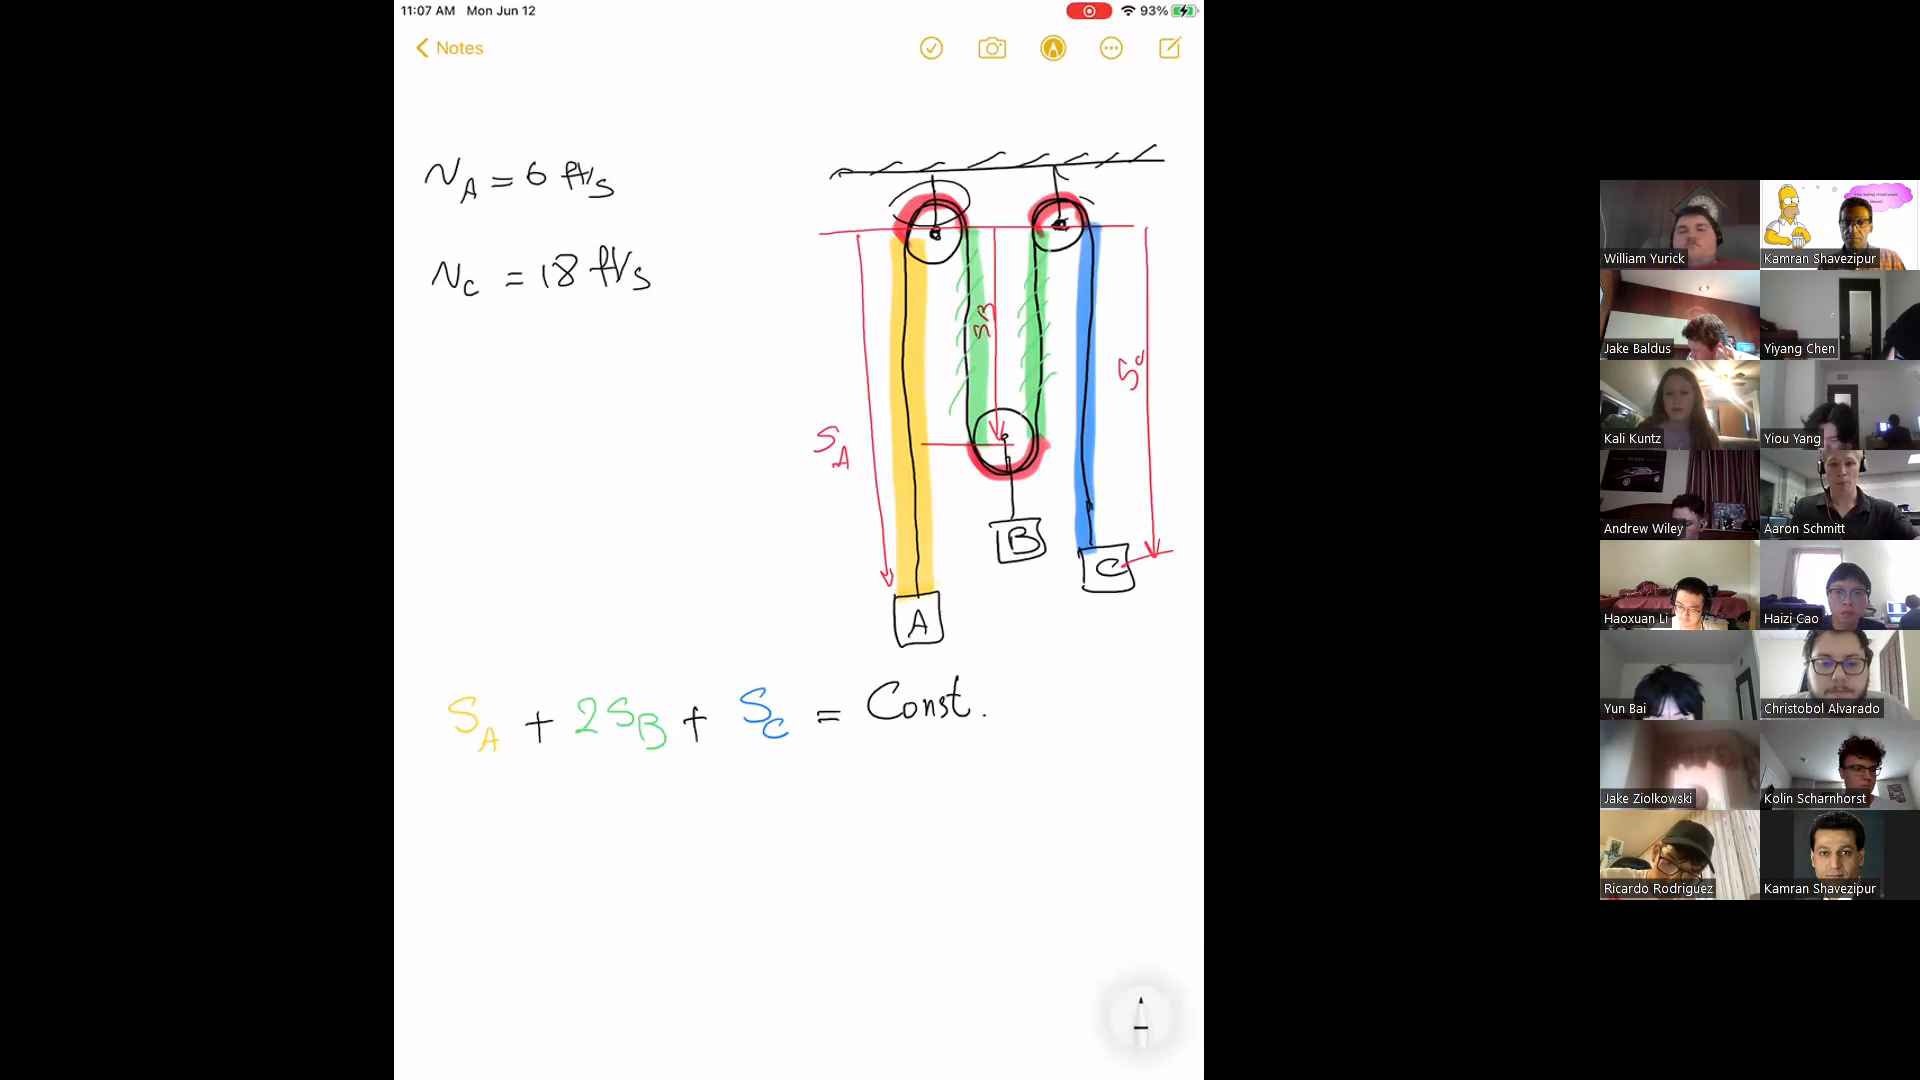 11:07 AM Mon Jun 12
93%
Notes
v_A = 6 ft/s
v_C = 18 ft/s
S_B
S_C
S_A
B
C
A
S_A + 2S_B + S_C = Const.
William Yurick
Kamran Shavezipur
Jake Baldus
Yiyang Chen
Kali Kuntz
Yiou Yang
Andrew Wiley
Aaron Schmitt
Haoxuan Li
Haizi Cao
Yun Bai
Christobol Alvarado
Jake Ziolkowski
Kolin Scharnhorst
Ricardo Rodriguez
Kamran Shavezipur